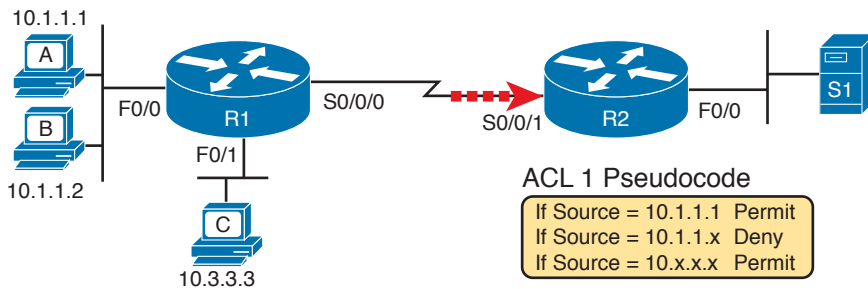 10.1.1.1
A
B
10.1.1.2
F0/0
R1
S0/0/0
F0/1
C
10.3.3.3
S0/0/1
R2
F0/0
S1
ACL 1 Pseudocode
If Source = 10.1.1.1 Permit
If Source = 10.1.1.x Deny
If Source = 10.x.x.x Permit